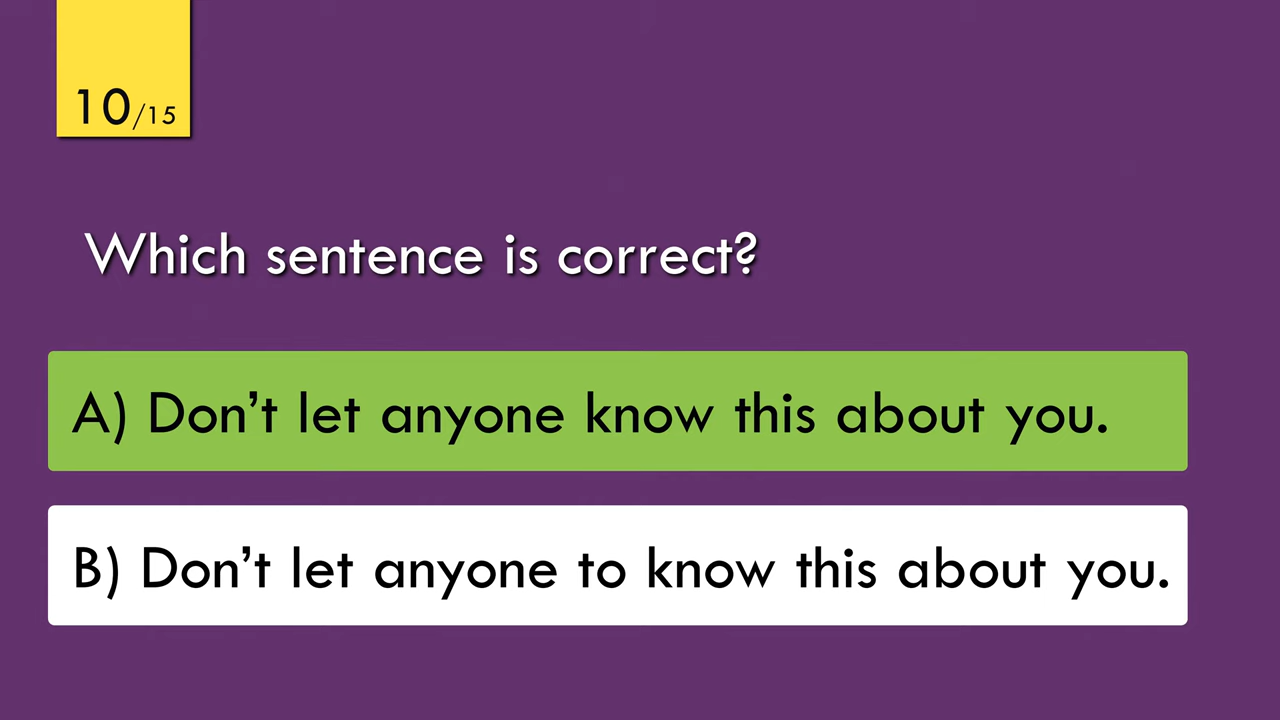 10/15
Which sentence is correct?
A) Don’t let anyone know this about you.
B) Don’t let anyone to know this about you.